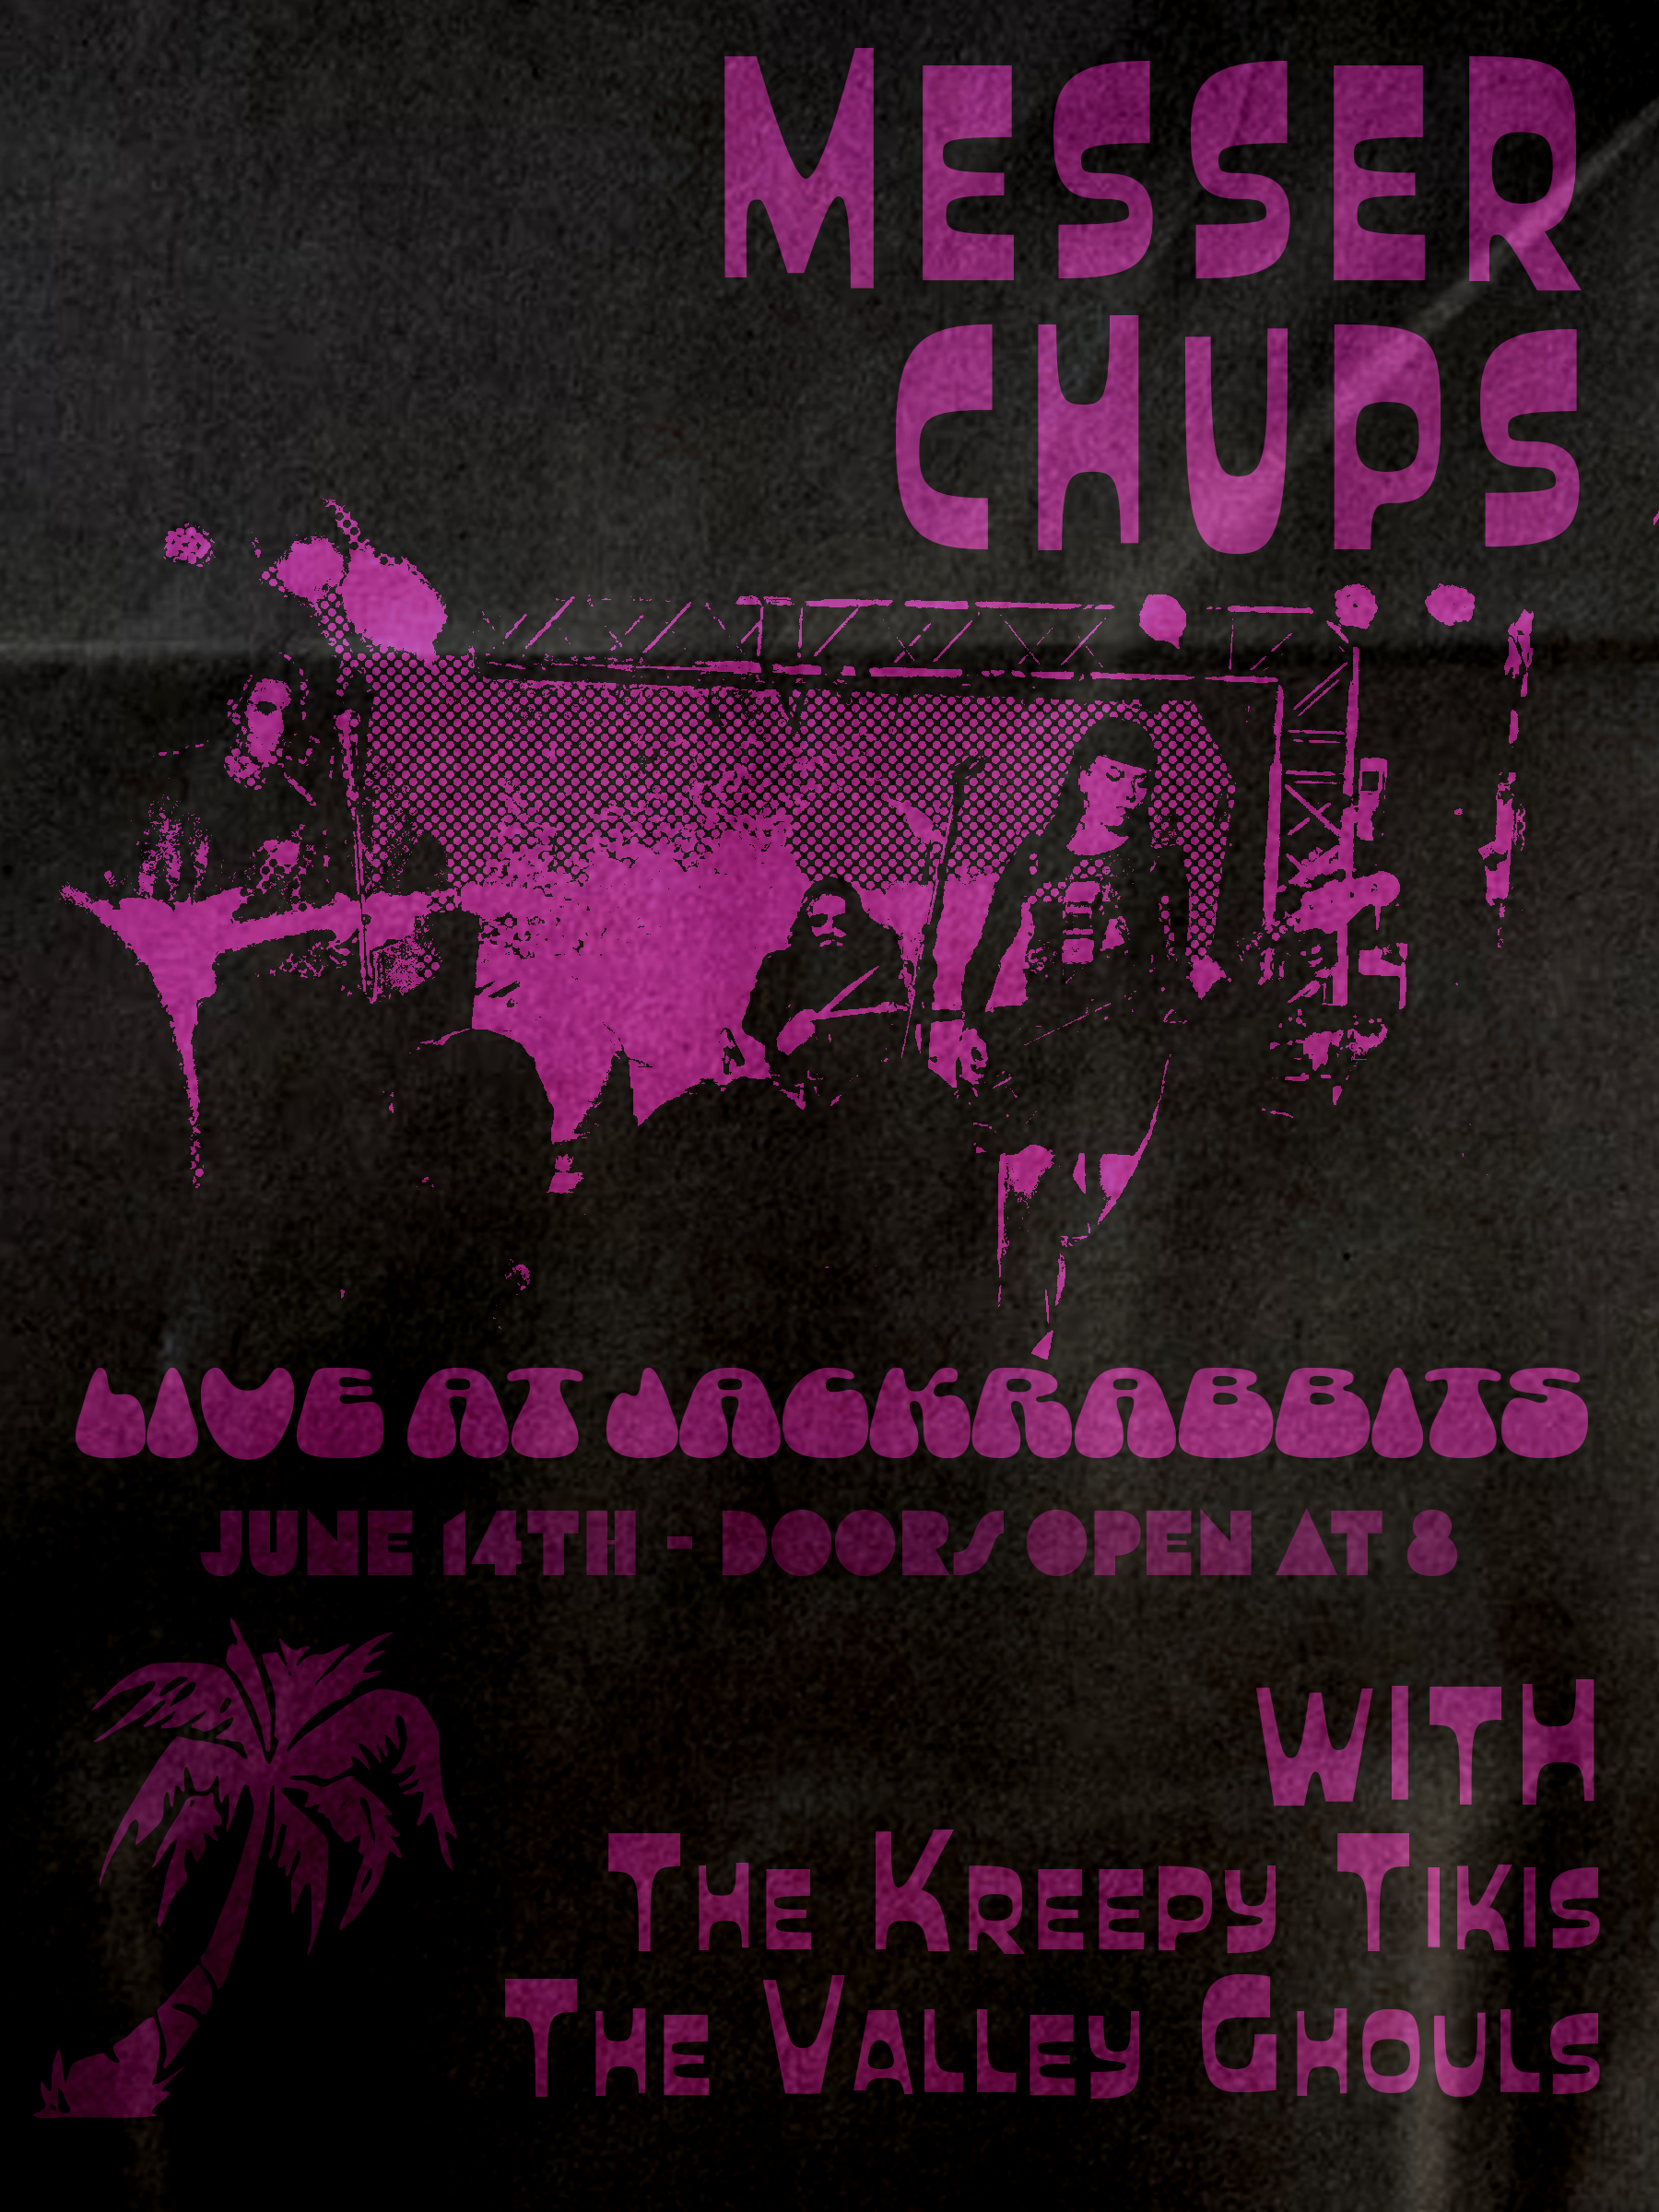 MESSER
CHUPS
LIVE AT JACKRABBITS
JUNE 14TH - DOORS OPEN AT 8
WITH
THE KREEPY TIKIS
THE VALLEY GHOULS